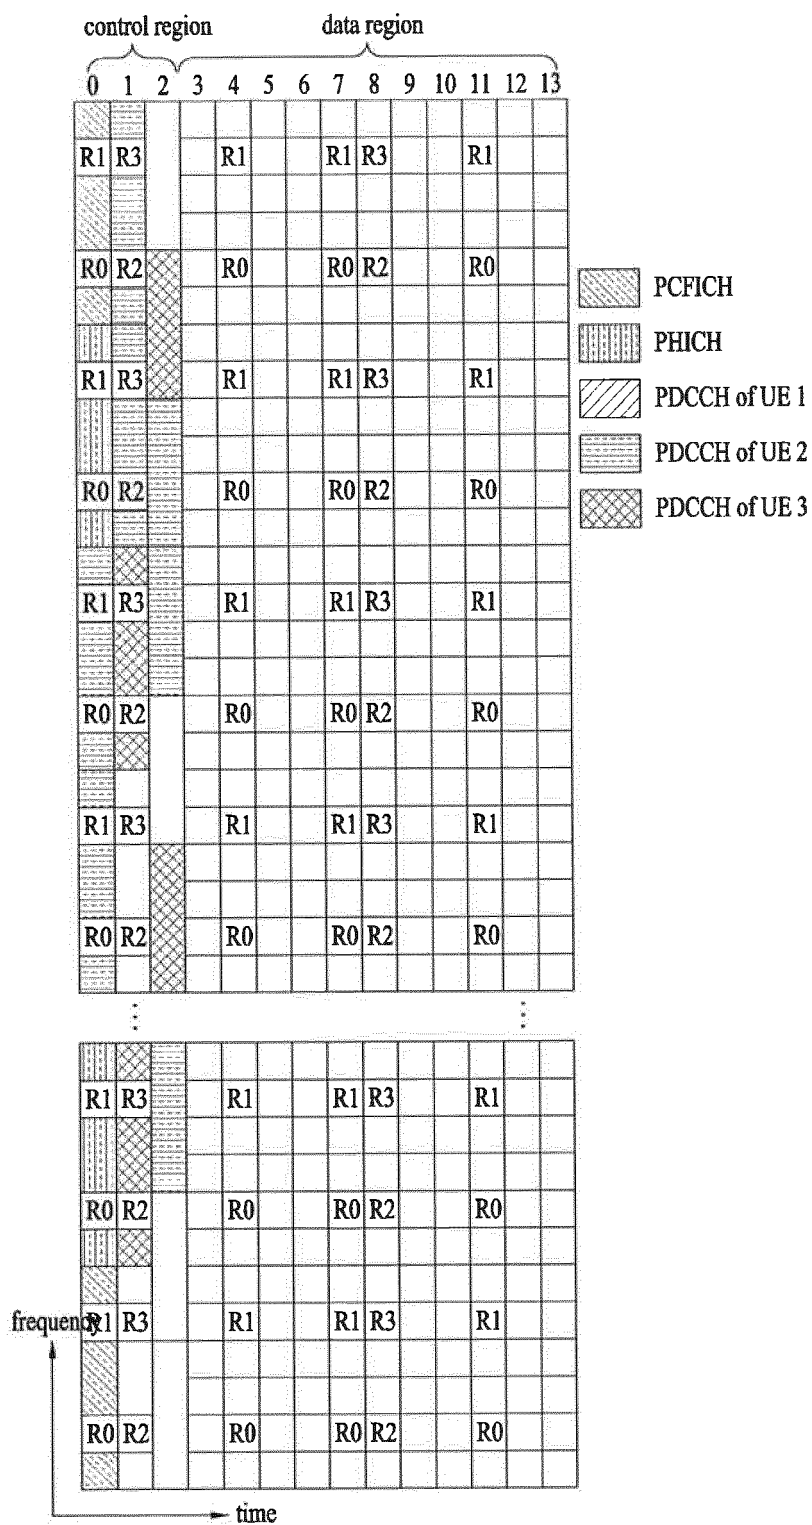 control region data region
0 1 2 3 4 5 6 7 8 9 10 11 12 13
R1 R3 R1 R1 R3 R1
R0 R2 R0 R0 R2 R0
PCFICH
PHICH
R1 R3 R1 R1 R3 R1
PDCCH of UE 1
PDCCH of UE 2
R0 R2 R0 R0 R2 R0
PDCCH of UE 3
R1 R3 R1 R1 R3 R1
R0 R2 R0 R0 R2 R0
R1 R3 R1 R1 R3 R1
R0 R2 R0 R0 R2 R0
R1 R3 R1 R1 R3 R1
R0 R2 R0 R0 R2 R0
frequency R1 R3 R1 R1 R3 R1
R0 R2 R0 R0 R2 R0
time